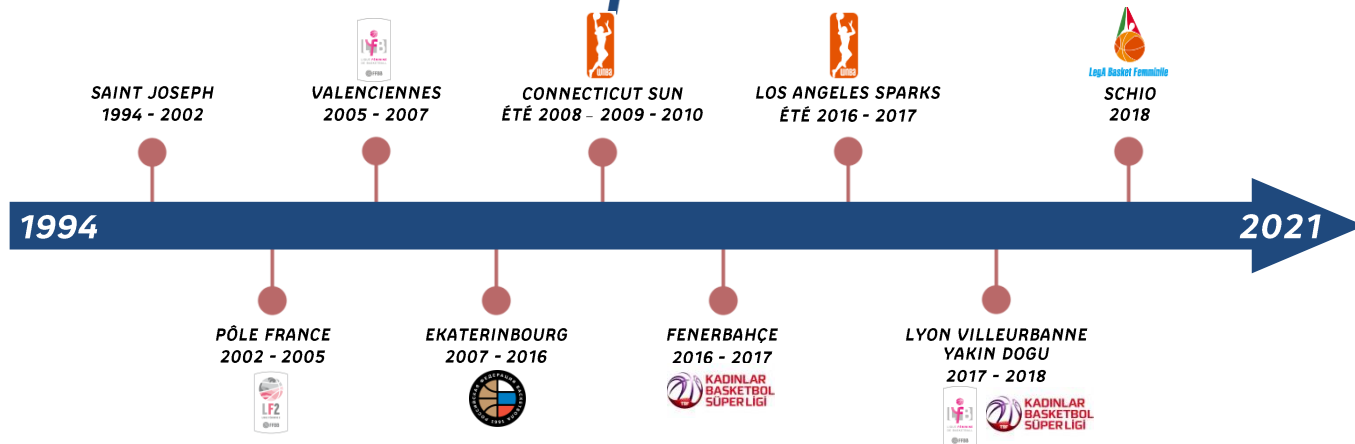 SAINT JOSEPH
1994 - 2002
VALENCIENNES
2005 - 2007
WNBA
CONNECTICUT SUN
ÉTÉ 2008 – 2009 - 2010
WNBA
LOS ANGELES SPARKS
ÉTÉ 2016 - 2017
LegA Basket Femminile
SCHIO
2018
1994
2021
PÔLE FRANCE
2002 - 2005
LF2
EKATERINBOURG
2007 - 2016
FENERBAHÇE
2016 - 2017
KADINLAR
BASKETBOL
SÜPER LİGİ
LYON VILLEURBANNE
YAKIN DOGU
2017 - 2018
KADINLAR
BASKETBOL
SÜPER LİGİ